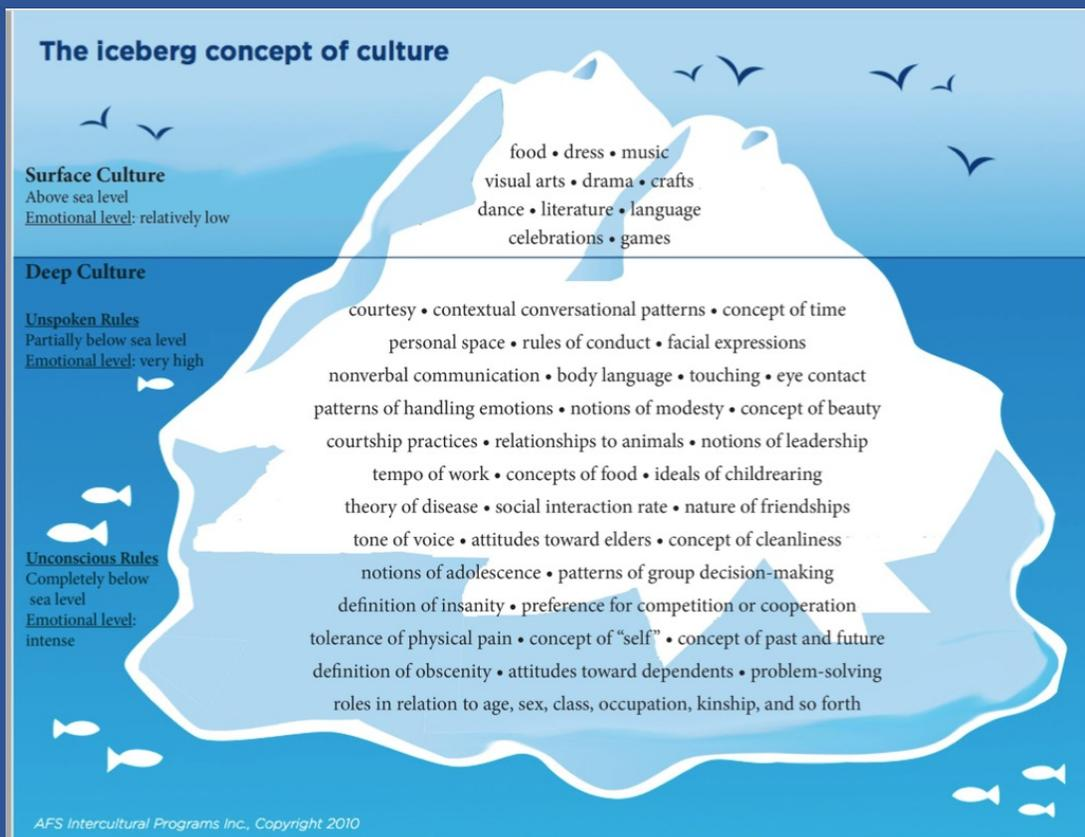 The iceberg concept of culture
food • dress • music
visual arts • drama • crafts
dance • literature • language
celebrations • games
Surface Culture
Above sea level
Emotional level: relatively low
Deep Culture
Unspoken Rules
Partially below sea level
Emotional level: very high
courtesy • contextual conversational patterns • concept of time
personal space • rules of conduct • facial expressions
nonverbal communication • body language • touching • eye contact
patterns of handling emotions • notions of modesty • concept of beauty
courtship practices • relationships to animals • notions of leadership
tempo of work • concepts of food • ideals of childrearing
theory of disease • social interaction rate • nature of friendships
tone of voice • attitudes toward elders • concept of cleanliness
notions of adolescence • patterns of group decision-making
definition of insanity • preference for competition or cooperation
tolerance of physical pain • concept of “self” • concept of past and future
definition of obscenity • attitudes toward dependents • problem-solving
roles in relation to age, sex, class, occupation, kinship, and so forth
Unconscious Rules
Completely below
sea level
Emotional level:
intense
AFS Intercultural Programs Inc., Copyright 2010